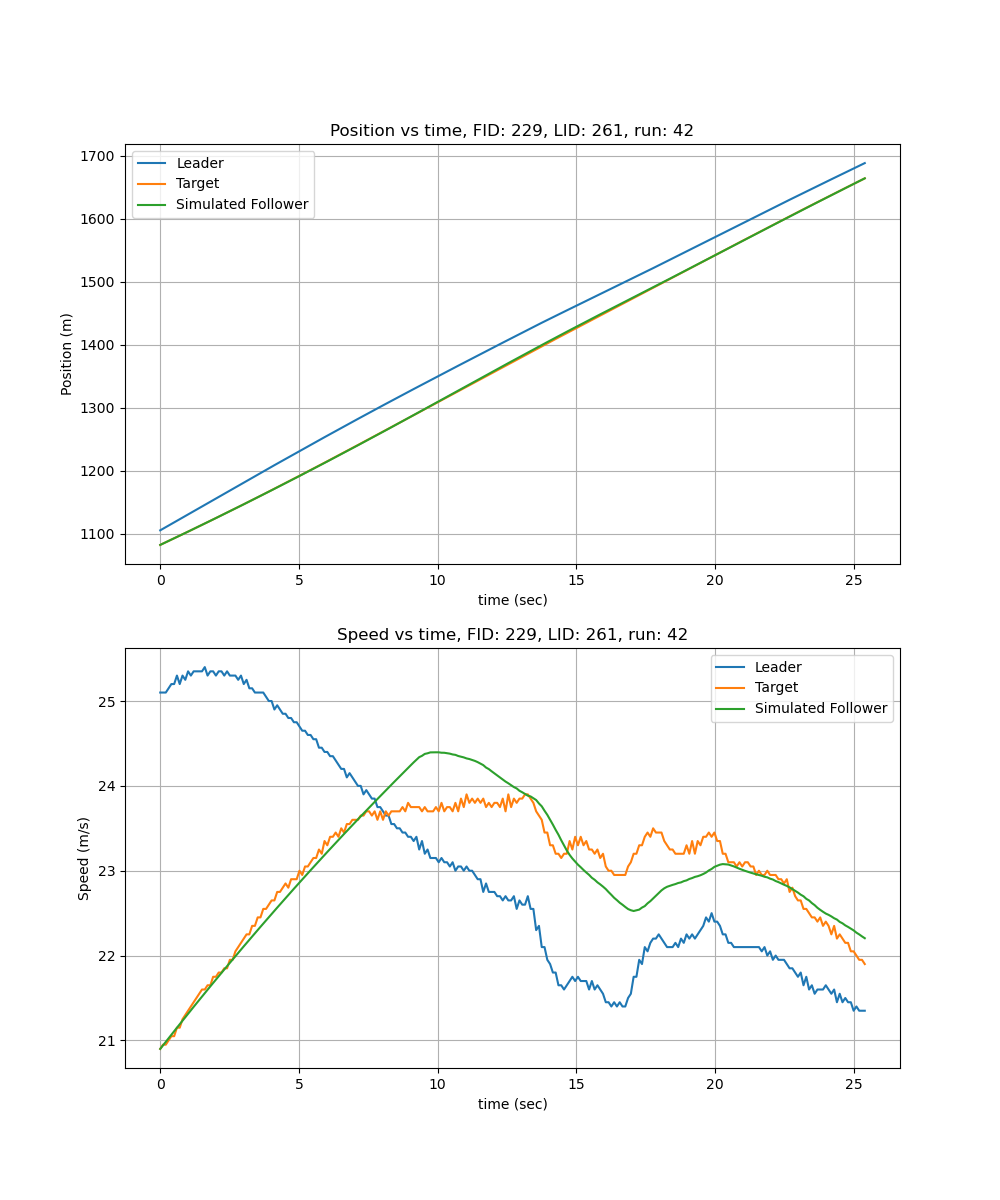 Position vs time, FID: 229, LID: 261, run: 42
Leader
Target
Simulated Follower
1700
1600
1500
1400
1300
1200
1100
Position (m)
0 5 10 15 20 25
time (sec)
Speed vs time, FID: 229, LID: 261, run: 42
Leader
Target
Simulated Follower
25
24
23
22
21
Speed (m/s)
0 5 10 15 20 25
time (sec)